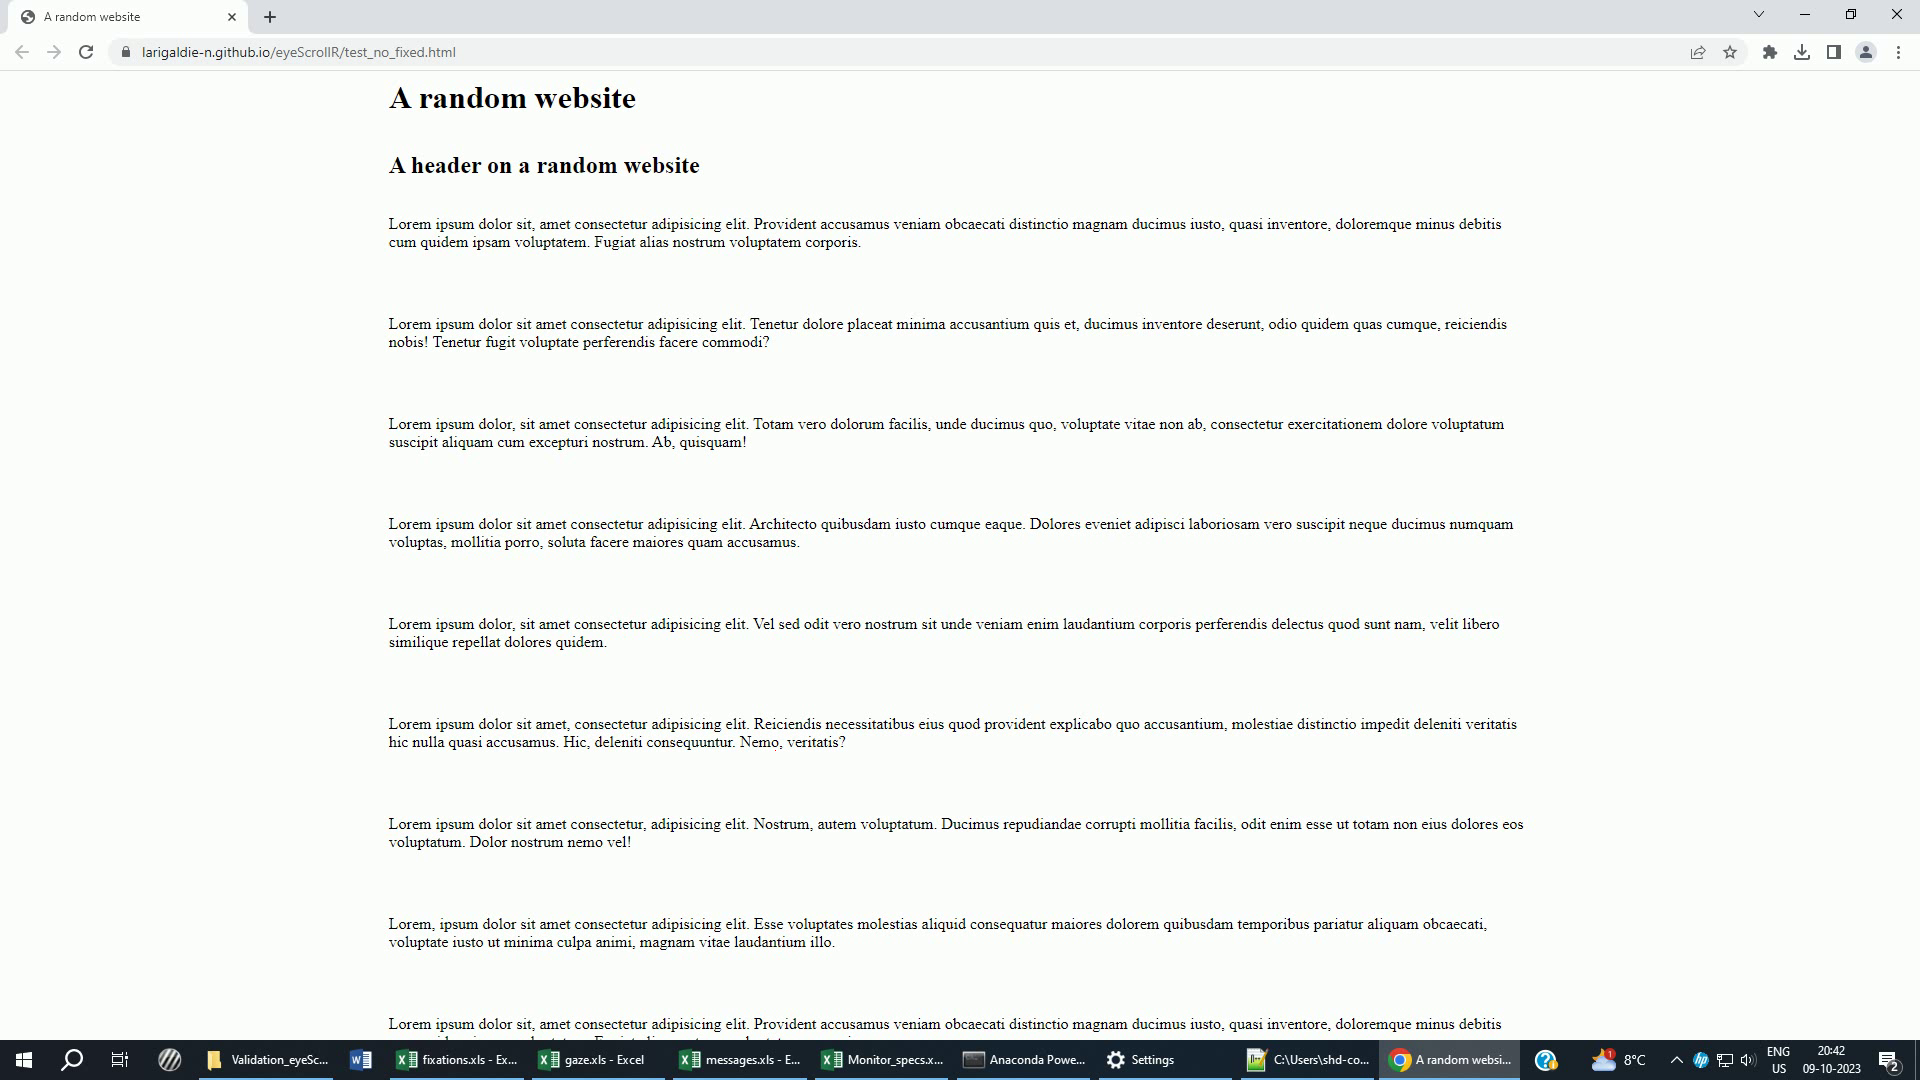 A random website
larigaldie-n.github.io/eyeScrollR/test_no_fixed.html
A random website
A header on a random website
Lorem ipsum dolor sit, amet consectetur adipisicing elit. Provident accusamus veniam obcaecati distinctio magnam ducimus iusto, quasi inventore, doloremque minus debitis
cum quidem ipsam voluptatem. Fugiat alias nostrum voluptatem corporis.
Lorem ipsum dolor sit amet consectetur adipisicing elit. Tenetur dolore placeat minima accusantium quis et, ducimus inventore deserunt, odio quidem quas cumque, reiciendis
nobis! Tenetur fugit voluptate perferendis facere commodi?
Lorem ipsum dolor, sit amet consectetur adipisicing elit. Totam vero dolorum facilis, unde ducimus quo, voluptate vitae non ab, consectetur exercitationem dolore voluptatum
suscipit aliquam cum excepturi nostrum. Ab, quisquam!
Lorem ipsum dolor sit amet consectetur adipisicing elit. Architecto quibusdam iusto cumque eaque. Dolores eveniet adipisci laboriosam vero suscipit neque ducimus numquam
voluptas, mollitia porro, soluta facere maiores quam accusamus.
Lorem ipsum dolor, sit amet consectetur adipisicing elit. Vel sed odit vero nostrum sit unde veniam enim laudantium corporis perferendis delectus quod sunt nam, velit libero
similique repellat dolores quidem.
Lorem ipsum dolor sit amet, consectetur adipisicing elit. Reiciendis necessitatibus eius quod provident explicabo quo accusantium, molestiae distinctio impedit deleniti veritatis
hic nulla quasi accusamus. Hic, deleniti consequuntur. Nemo, veritatis?
Lorem ipsum dolor sit amet consectetur, adipisicing elit. Nostrum, autem voluptatum. Ducimus repudiandae corrupti mollitia facilis, odit enim esse ut totam non eius dolores eos
voluptatum. Dolor nostrum nemo vel!
Lorem, ipsum dolor sit amet consectetur adipisicing elit. Esse voluptates molestias aliquid consequatur maiores dolorem quibusdam temporibus pariatur aliquam obcaecati,
voluptate iusto ut minima culpa animi, magnam vitae laudantium illo.
Lorem ipsum dolor sit, amet consectetur adipisicing elit. Provident accusamus veniam obcaecati distinctio magnam ducimus iusto, quasi inventore, doloremque minus debitis
Validation_eyeSc... fixations.xls - Ex... gaze.xls - Excel messages.xls - E... Monitor_specs.x... Anaconda Powe... Settings C:\Users\shd-co... A random websi... 1 8°C ENG 20:42
US 09-10-2023 2